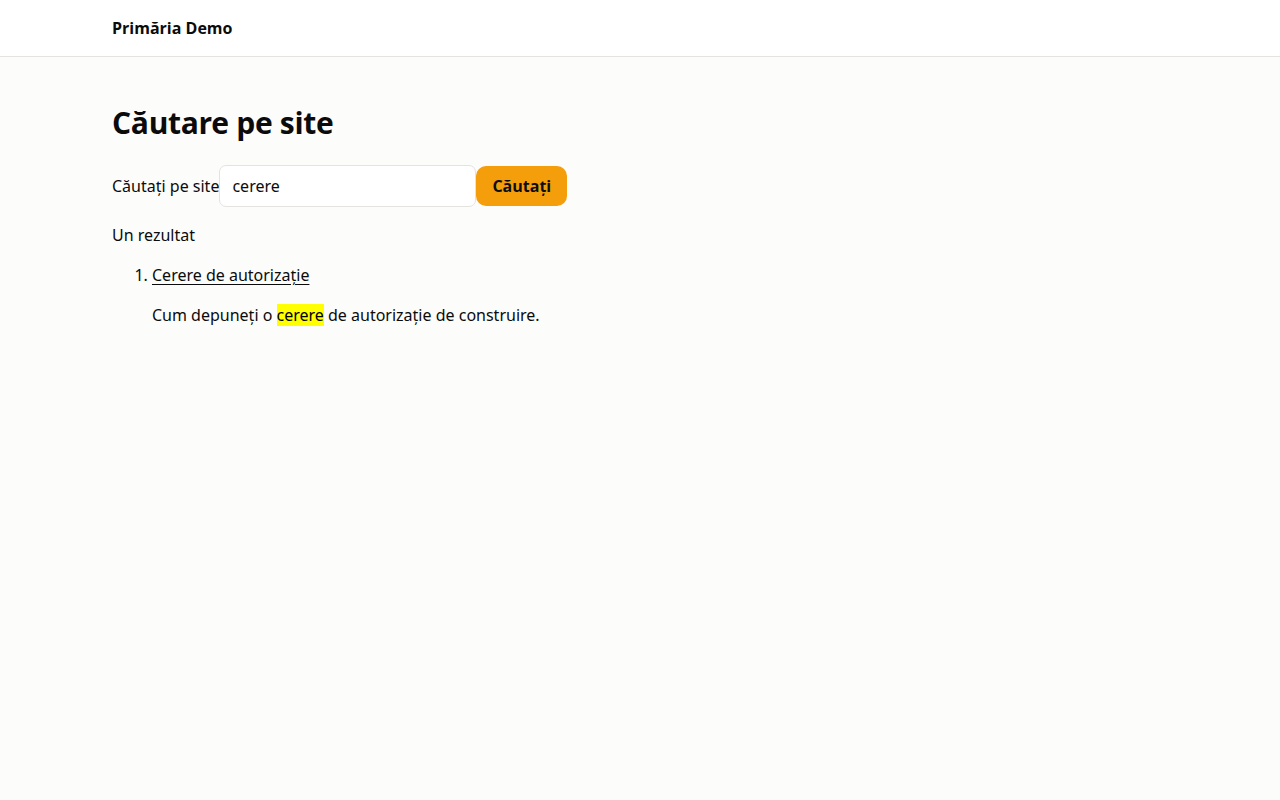 Primăria Demo
Căutare pe site
Căutați pe site cerere Căutați
Un rezultat
1. Cerere de autorizație
Cum depuneți o cerere de autorizație de construire.